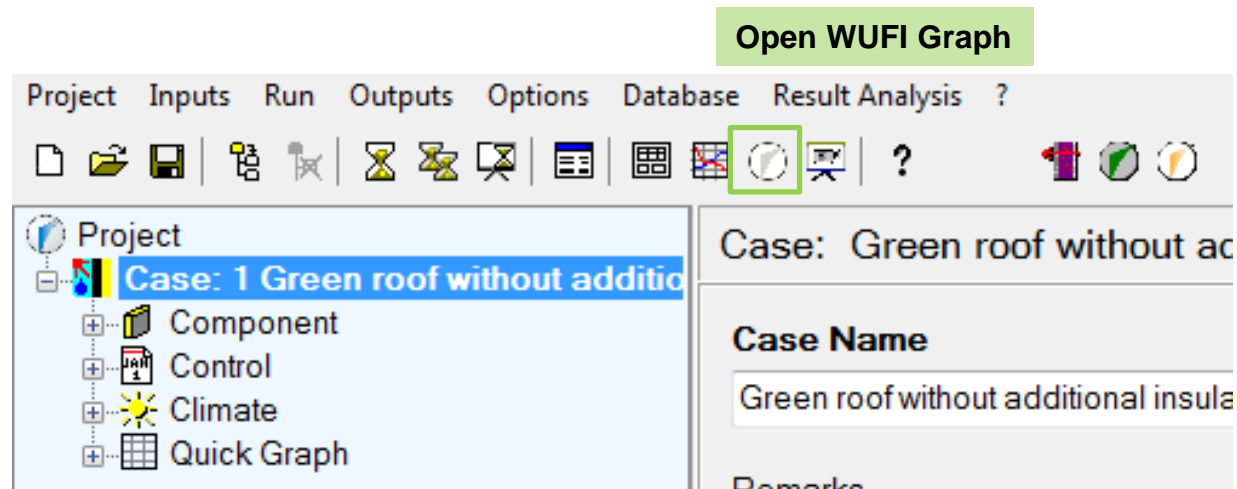 Open WUFI Graph
Project Inputs Run Outputs Options Database Result Analysis ?
?
Project
Case: 1 Green roof without additio
Component
Control
Climate
Quick Graph
Case: Green roof without ad
Case Name
Green roof without additional insula
Remarks